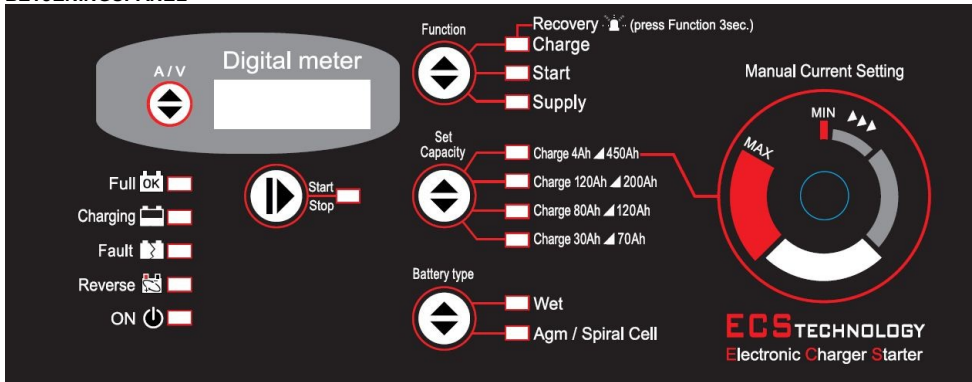 BEDIENINGSPANEEL
A / V
Digital meter
Full OK
Charging
Fault
Reverse
ON
Start
Stop
Function
Recovery (press Function 3sec.)
Charge
Start
Supply
Set
Capacity
Charge 4Ah 450Ah
Charge 120Ah 200Ah
Charge 80Ah 120Ah
Charge 30Ah 70Ah
Battery type
Wet
Agm / Spiral Cell
Manual Current Setting
MIN
MAX
ECS TECHNOLOGY
Electronic Charger Starter